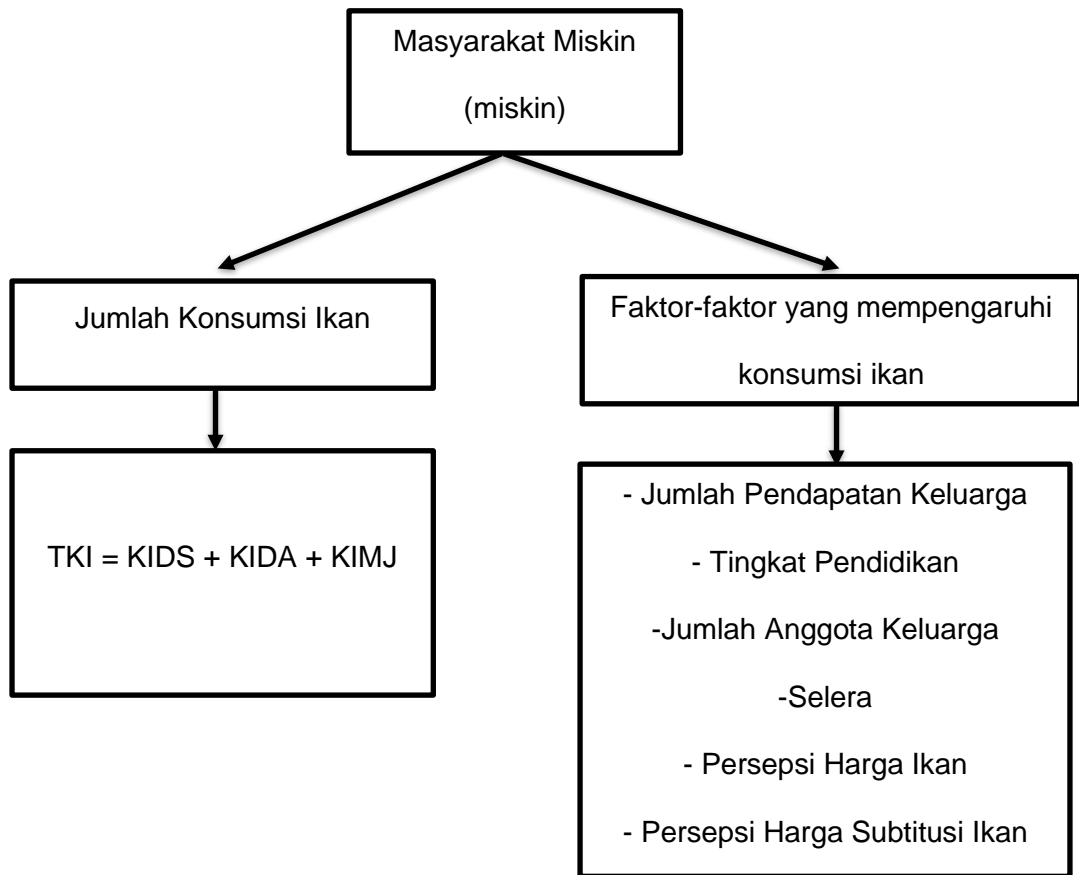 Masyarakat Miskin
(miskin)
Jumlah Konsumsi Ikan
TKI = KIDS + KIDA + KIMJ
Faktor-faktor yang mempengaruhi
konsumsi ikan
- Jumlah Pendapatan Keluarga
- Tingkat Pendidikan
-Jumlah Anggota Keluarga
-Selera
- Persepsi Harga Ikan
- Persepsi Harga Subtitusi Ikan